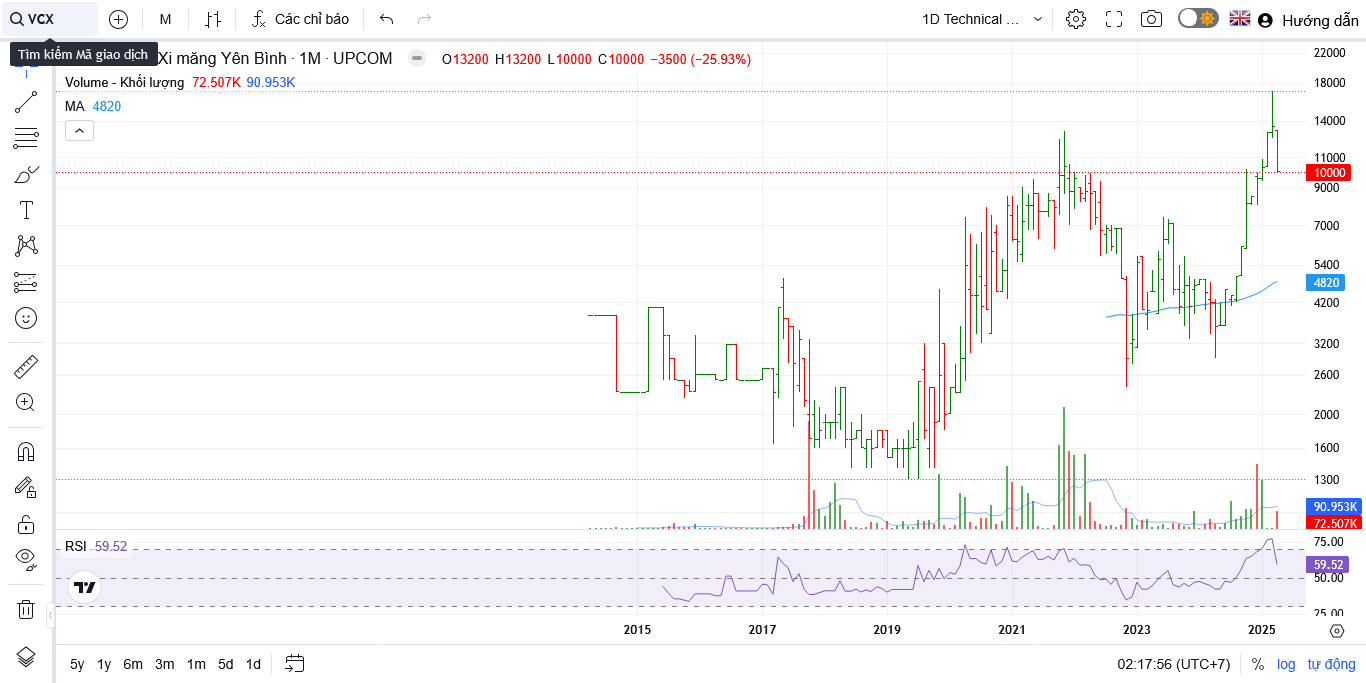 VCX
M
Các chỉ báo
1D Technical ...
Hướng dẫn
Tìm kiếm Mã giao dịch
Xi măng Yên Bình · 1M · UPCOM
O13200 H13200 L10000 C10000 −3500 (−25.93%)
Volume - Khối lượng 72.507K 90.953K
MA 4820
22000
18000
14000
11000
10000
9000
7000
5400
4820
4200
3200
2600
2000
1600
1300
90.953K
72.507K
RSI 59.52
75.00
59.52
50.00
25.00
2015 2017 2019 2021 2023 2025
5y 1y 6m 3m 1m 5d 1d
02:17:56 (UTC+7) % log tự động